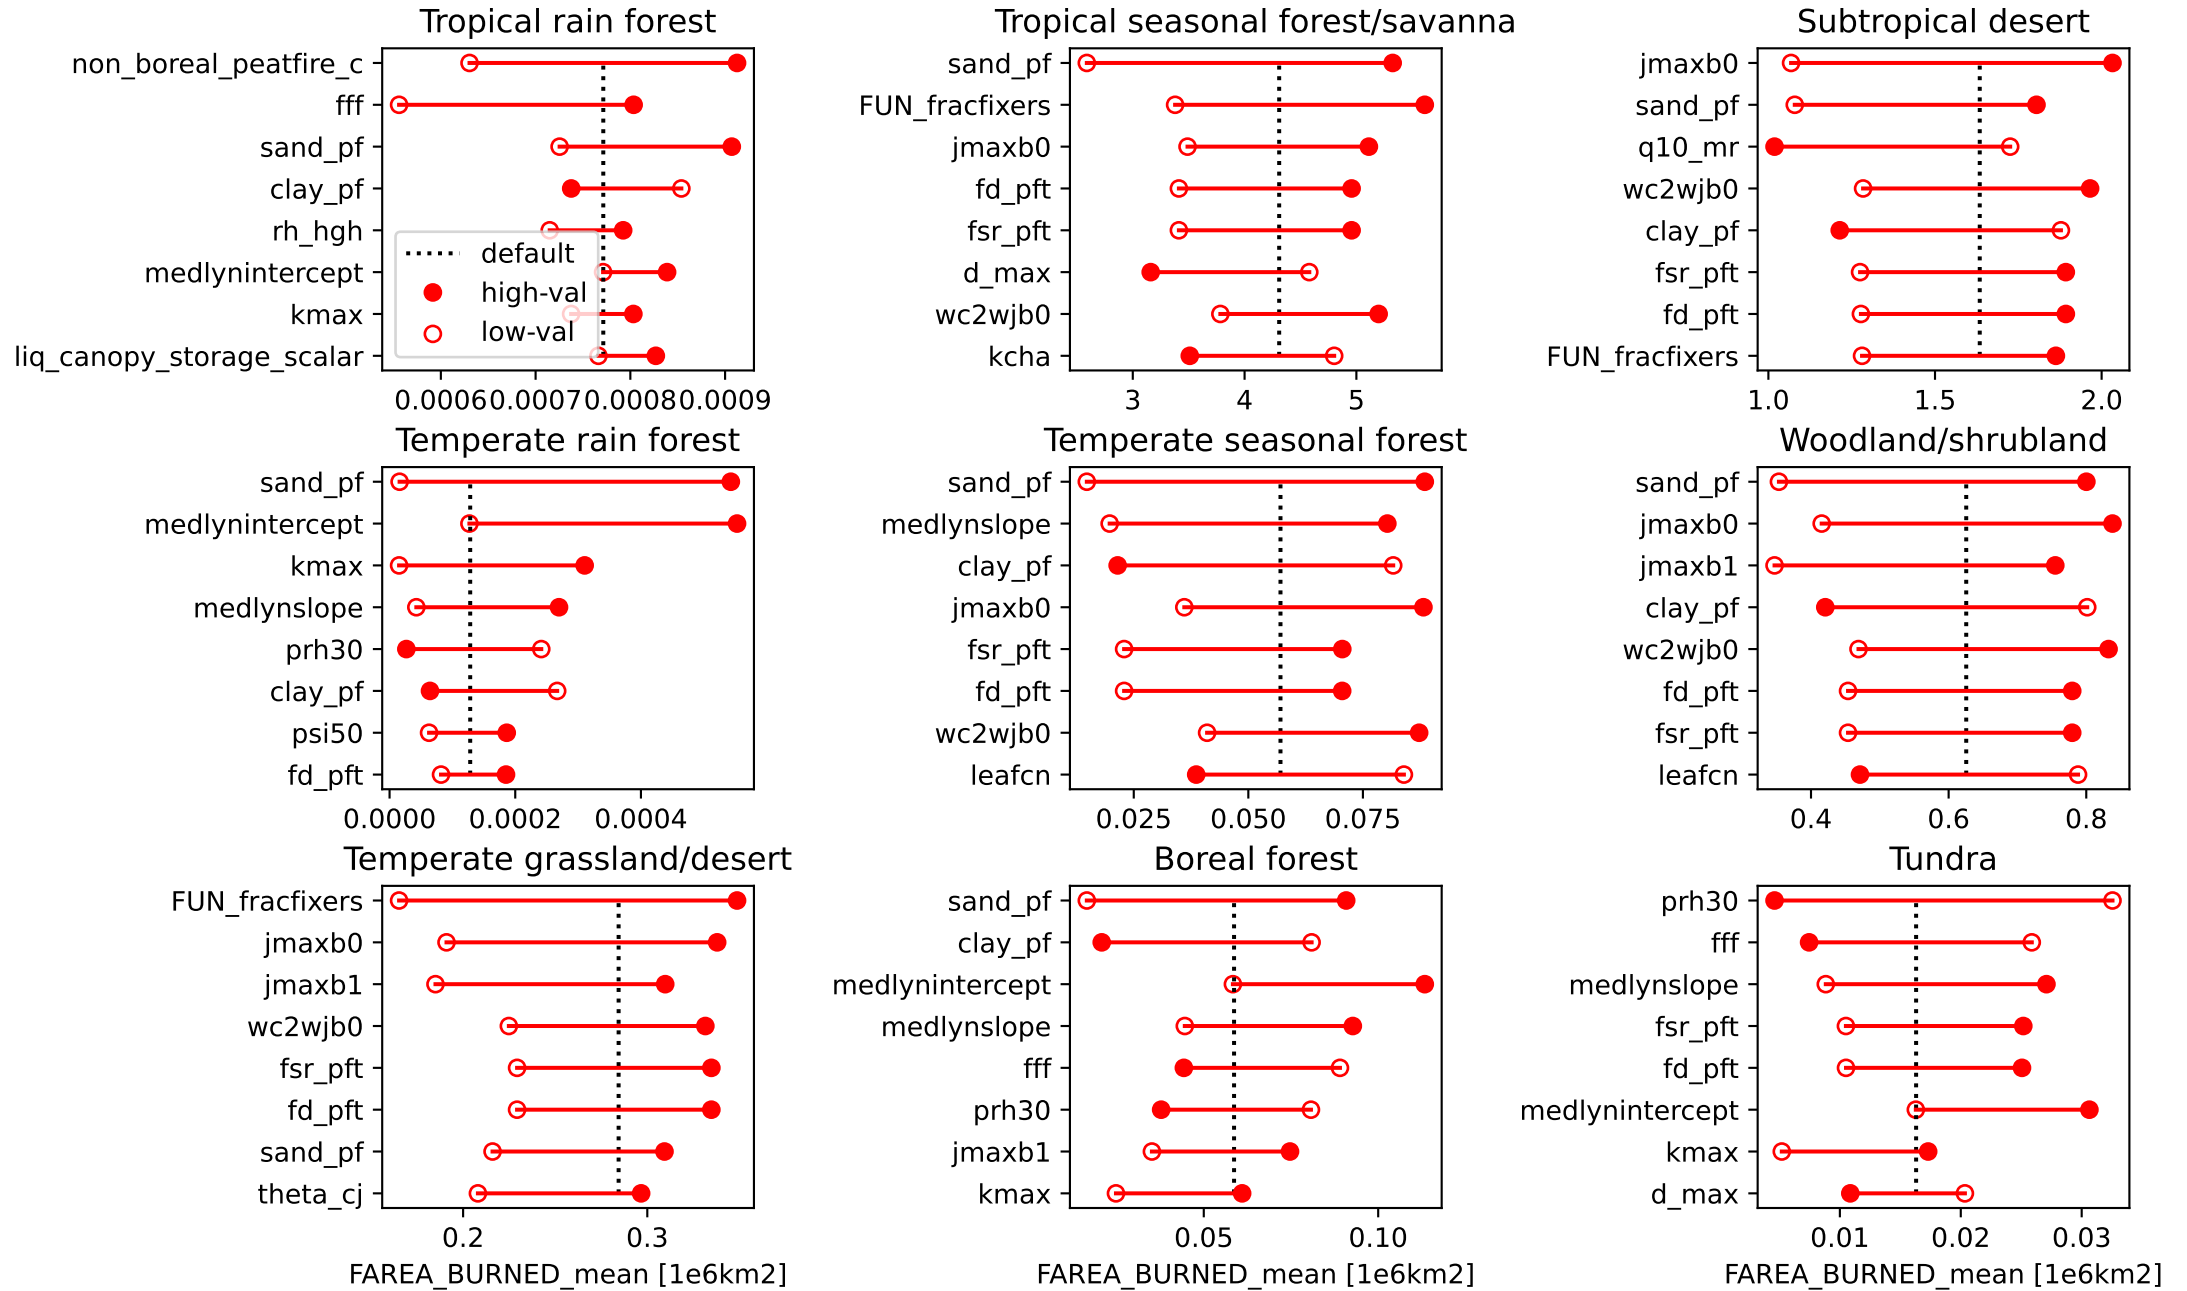 Tropical rain forest
non_boreal_peatfire_c
fff
sand_pf
clay_pf
rh_hgh
medlynintercept
kmax
liq_canopy_storage_scalar
default
high-val
low-val
0.0006 0.0007 0.0008 0.0009
Tropical seasonal forest/savanna
sand_pf
FUN_fracfixers
jmaxb0
fd_pft
fsr_pft
d_max
wc2wjb0
kcha
3 4 5
Subtropical desert
jmaxb0
sand_pf
q10_mr
wc2wjb0
clay_pf
fsr_pft
fd_pft
FUN_fracfixers
1.0 1.5 2.0
Temperate rain forest
sand_pf
medlynintercept
kmax
medlynslope
prh30
clay_pf
psi50
fd_pft
0.0000 0.0002 0.0004
Temperate seasonal forest
sand_pf
medlynslope
clay_pf
jmaxb0
fsr_pft
fd_pft
wc2wjb0
leafcn
0.025 0.050 0.075
Woodland/shrubland
sand_pf
jmaxb0
jmaxb1
clay_pf
wc2wjb0
fd_pft
fsr_pft
leafcn
0.4 0.6 0.8
Temperate grassland/desert
FUN_fracfixers
jmaxb0
jmaxb1
wc2wjb0
fsr_pft
fd_pft
sand_pf
theta_cj
0.2 0.3
FAREA_BURNED_mean [1e6km2]
Boreal forest
sand_pf
clay_pf
medlynintercept
medlynslope
fff
prh30
jmaxb1
kmax
0.05 0.10
FAREA_BURNED_mean [1e6km2]
Tundra
prh30
fff
medlynslope
fsr_pft
fd_pft
medlynintercept
kmax
d_max
0.01 0.02 0.03
FAREA_BURNED_mean [1e6km2]